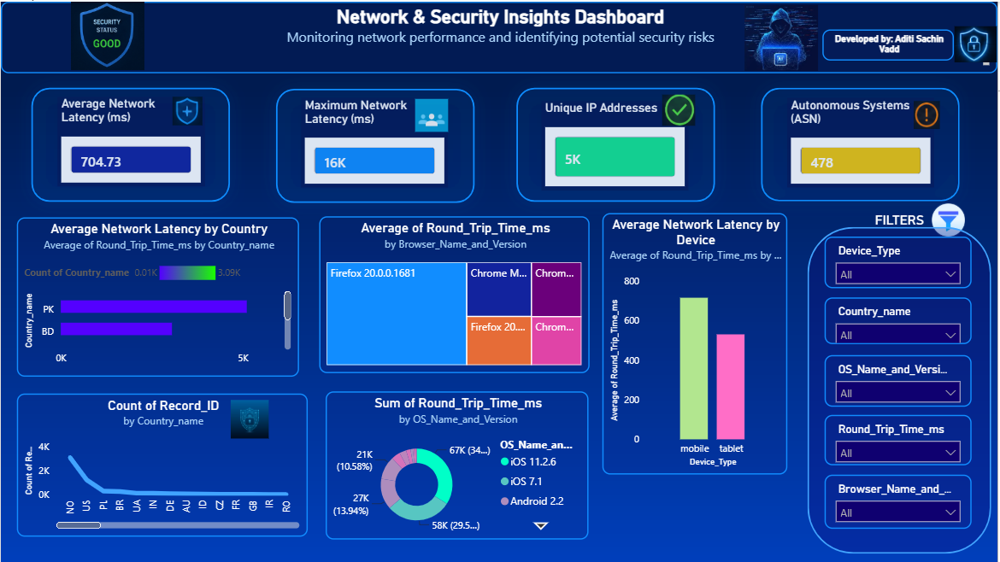 SECURITY
STATUS
GOOD
Network & Security Insights Dashboard
Monitoring network performance and identifying potential security risks
Developed by: Aditi Sachin
Vadd
Average Network
Latency (ms)
704.73
Maximum Network
Latency (ms)
16K
Unique IP Addresses
5K
Autonomous Systems
(ASN)
478
Average Network Latency by Country
Average of Round_Trip_Time_ms by Country_name
Count of Country_name 0.01K 3.09K
Country_name
PK
BD
0K 5K
Average of Round_Trip_Time_ms
by Browser_Name_and_Version
Firefox 20.0.0.1681
Chrome M...
Chrom...
Firefox 20....
Chrom...
Average Network Latency by
Device
Average of Round_Trip_Time_ms by ...
Average of Round_Trip_Time_ms
800
600
400
200
0
mobile tablet
Device_Type
FILTERS
Device_Type
All
Country_name
All
OS_Name_and_Versi...
All
Round_Trip_Time_ms
All
Browser_Name_and_...
All
Count of Record_ID
by Country_name
Count of Re...
4K
2K
0K
NO US PL BR UA IN DE AU ID CZ FR GB IR RO
Sum of Round_Trip_Time_ms
by OS_Name_and_Version
67K (34...)
58K (29.5...)
27K
(13.94%)
21K
(10.58%)
OS_Name_an...
iOS 11.2.6
iOS 7.1
Android 2.2